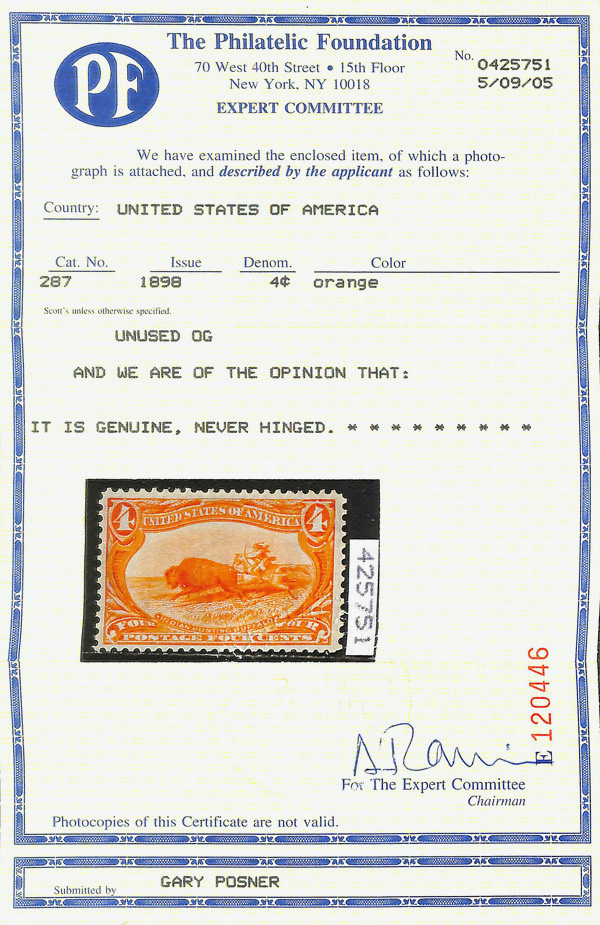 PF
The Philatelic Foundation
70 West 40th Street • 15th Floor
New York, NY 10018
EXPERT COMMITTEE
No. 0425751
5/09/05
We have examined the enclosed item, of which a photo-
graph is attached, and described by the applicant as follows:
Country: UNITED STATES OF AMERICA
Cat. No. Issue Denom. Color
287 1898 4¢ orange
Scott's unless otherwise specified.
UNUSED OG
AND WE ARE OF THE OPINION THAT:
IT IS GENUINE, NEVER HINGED. * * * * * * * * * *
4 4
UNITED STATES OF AMERICA
INDIAN HUNTING BUFFALO
FOUR FOUR
POSTAGE FOUR CENTS
425751
E 120446
For The Expert Committee
Chairman
Photocopies of this Certificate are not valid.
Submitted by GARY POSNER